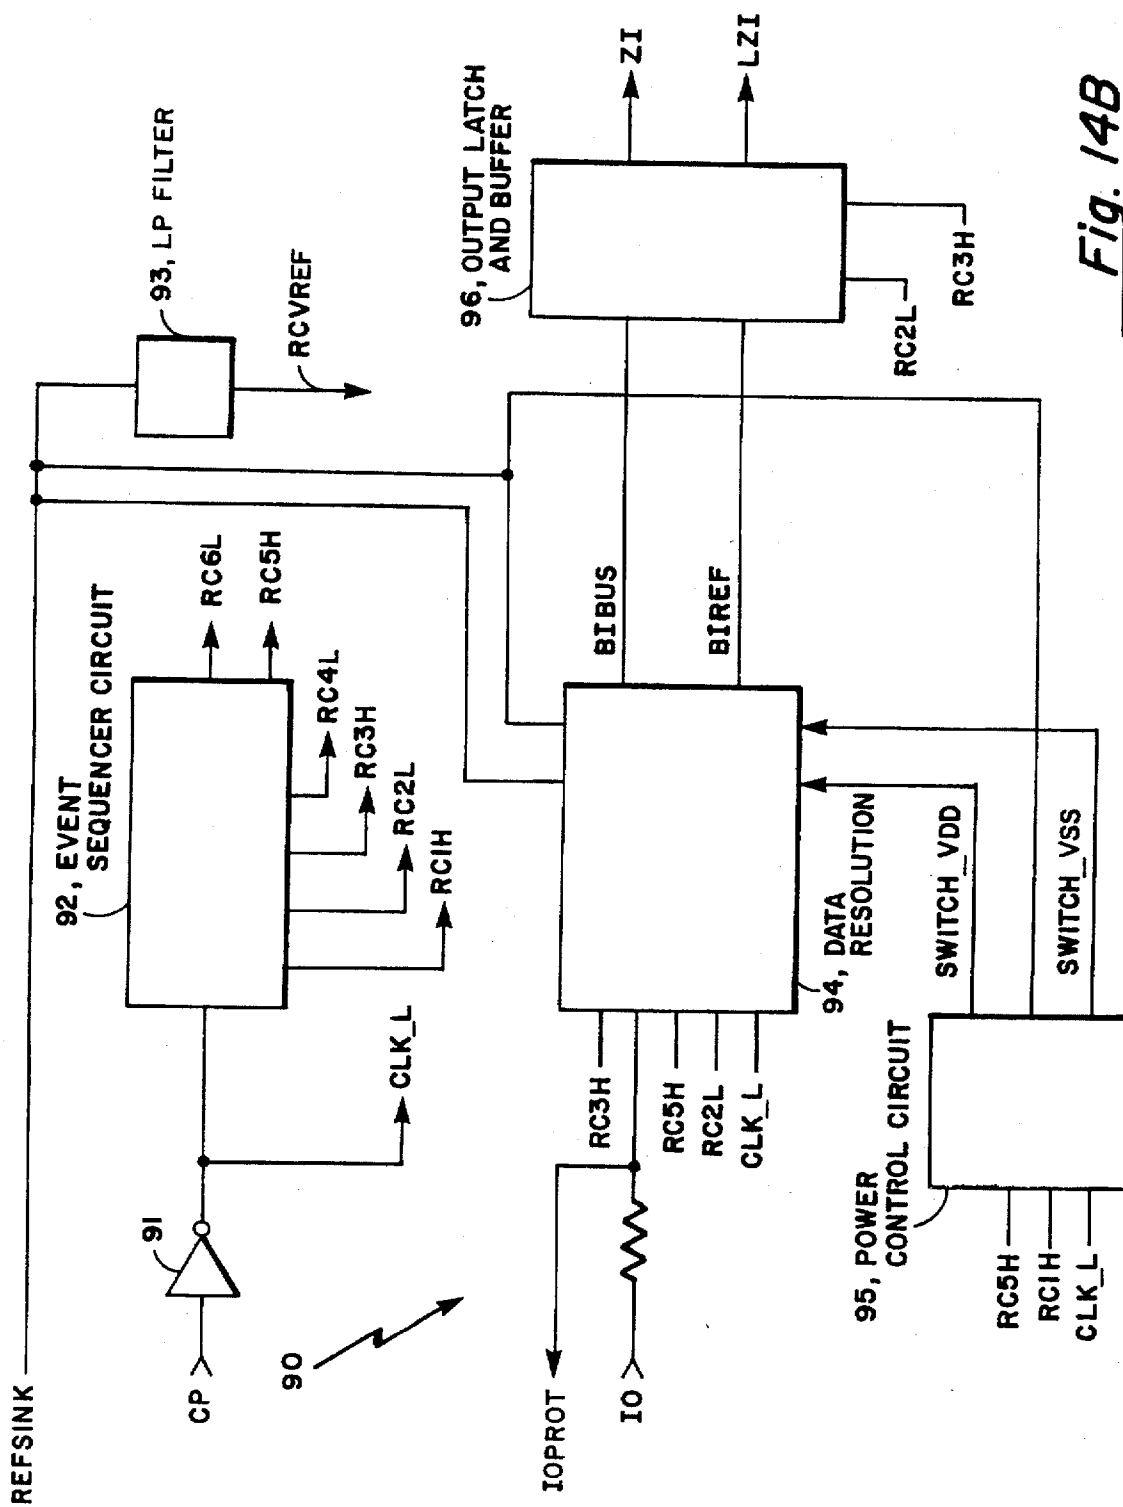 REFSINK
93, LP FILTER
RCVREF
92, EVENT
SEQUENCER CIRCUIT
RC6L
RC5H
RC4L
RC3H
RC2L
RC1H
91
CP
CLK_L
90
96, OUTPUT LATCH
AND BUFFER
ZI
LZI
RC2L
RC3H
BIBUS
BIREF
IOPROT
IO
RC3H
RC5H
RC2L
CLK_L
94, DATA
RESOLUTION
SWITCH_VDD
SWITCH_VSS
95, POWER
CONTROL CIRCUIT
RC5H
RC1H
CLK_L
Fig. 14B